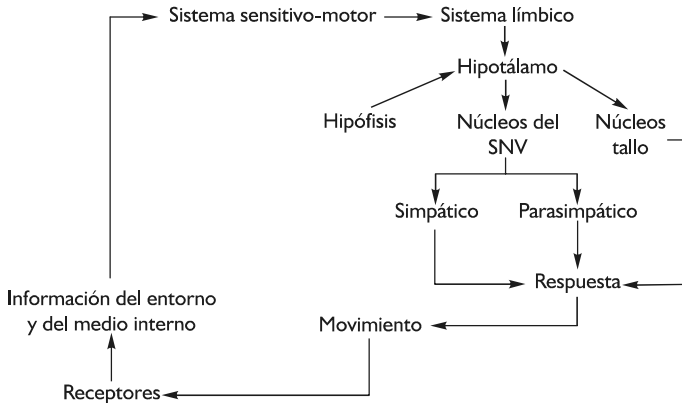 Sistema sensitivo-motor
Sistema límbico
Hipotálamo
Hipófisis
Núcleos del
SNV
Núcleos
tallo
Simpático
Parasimpático
Respuesta
Información del entorno
y del medio interno
Movimiento
Receptores